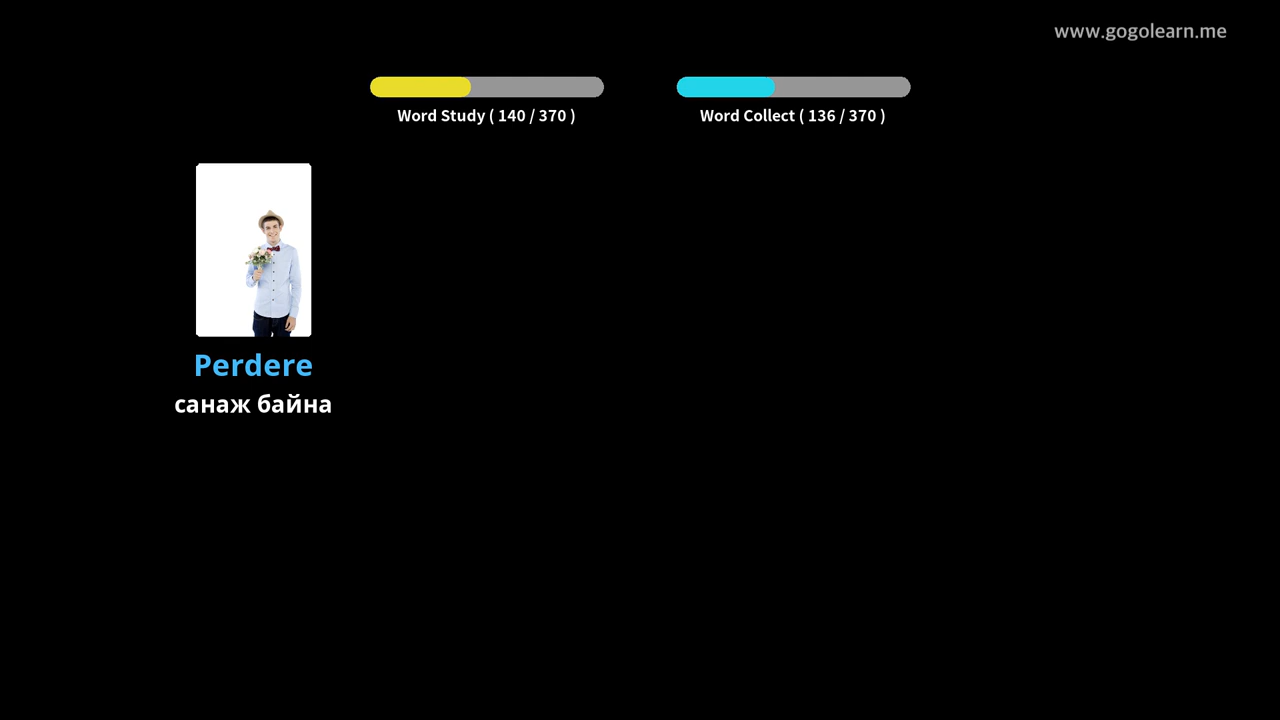 www.gogolearn.me
Word Study ( 140 / 370 )
Word Collect ( 136 / 370 )
Perdere
санаж байна